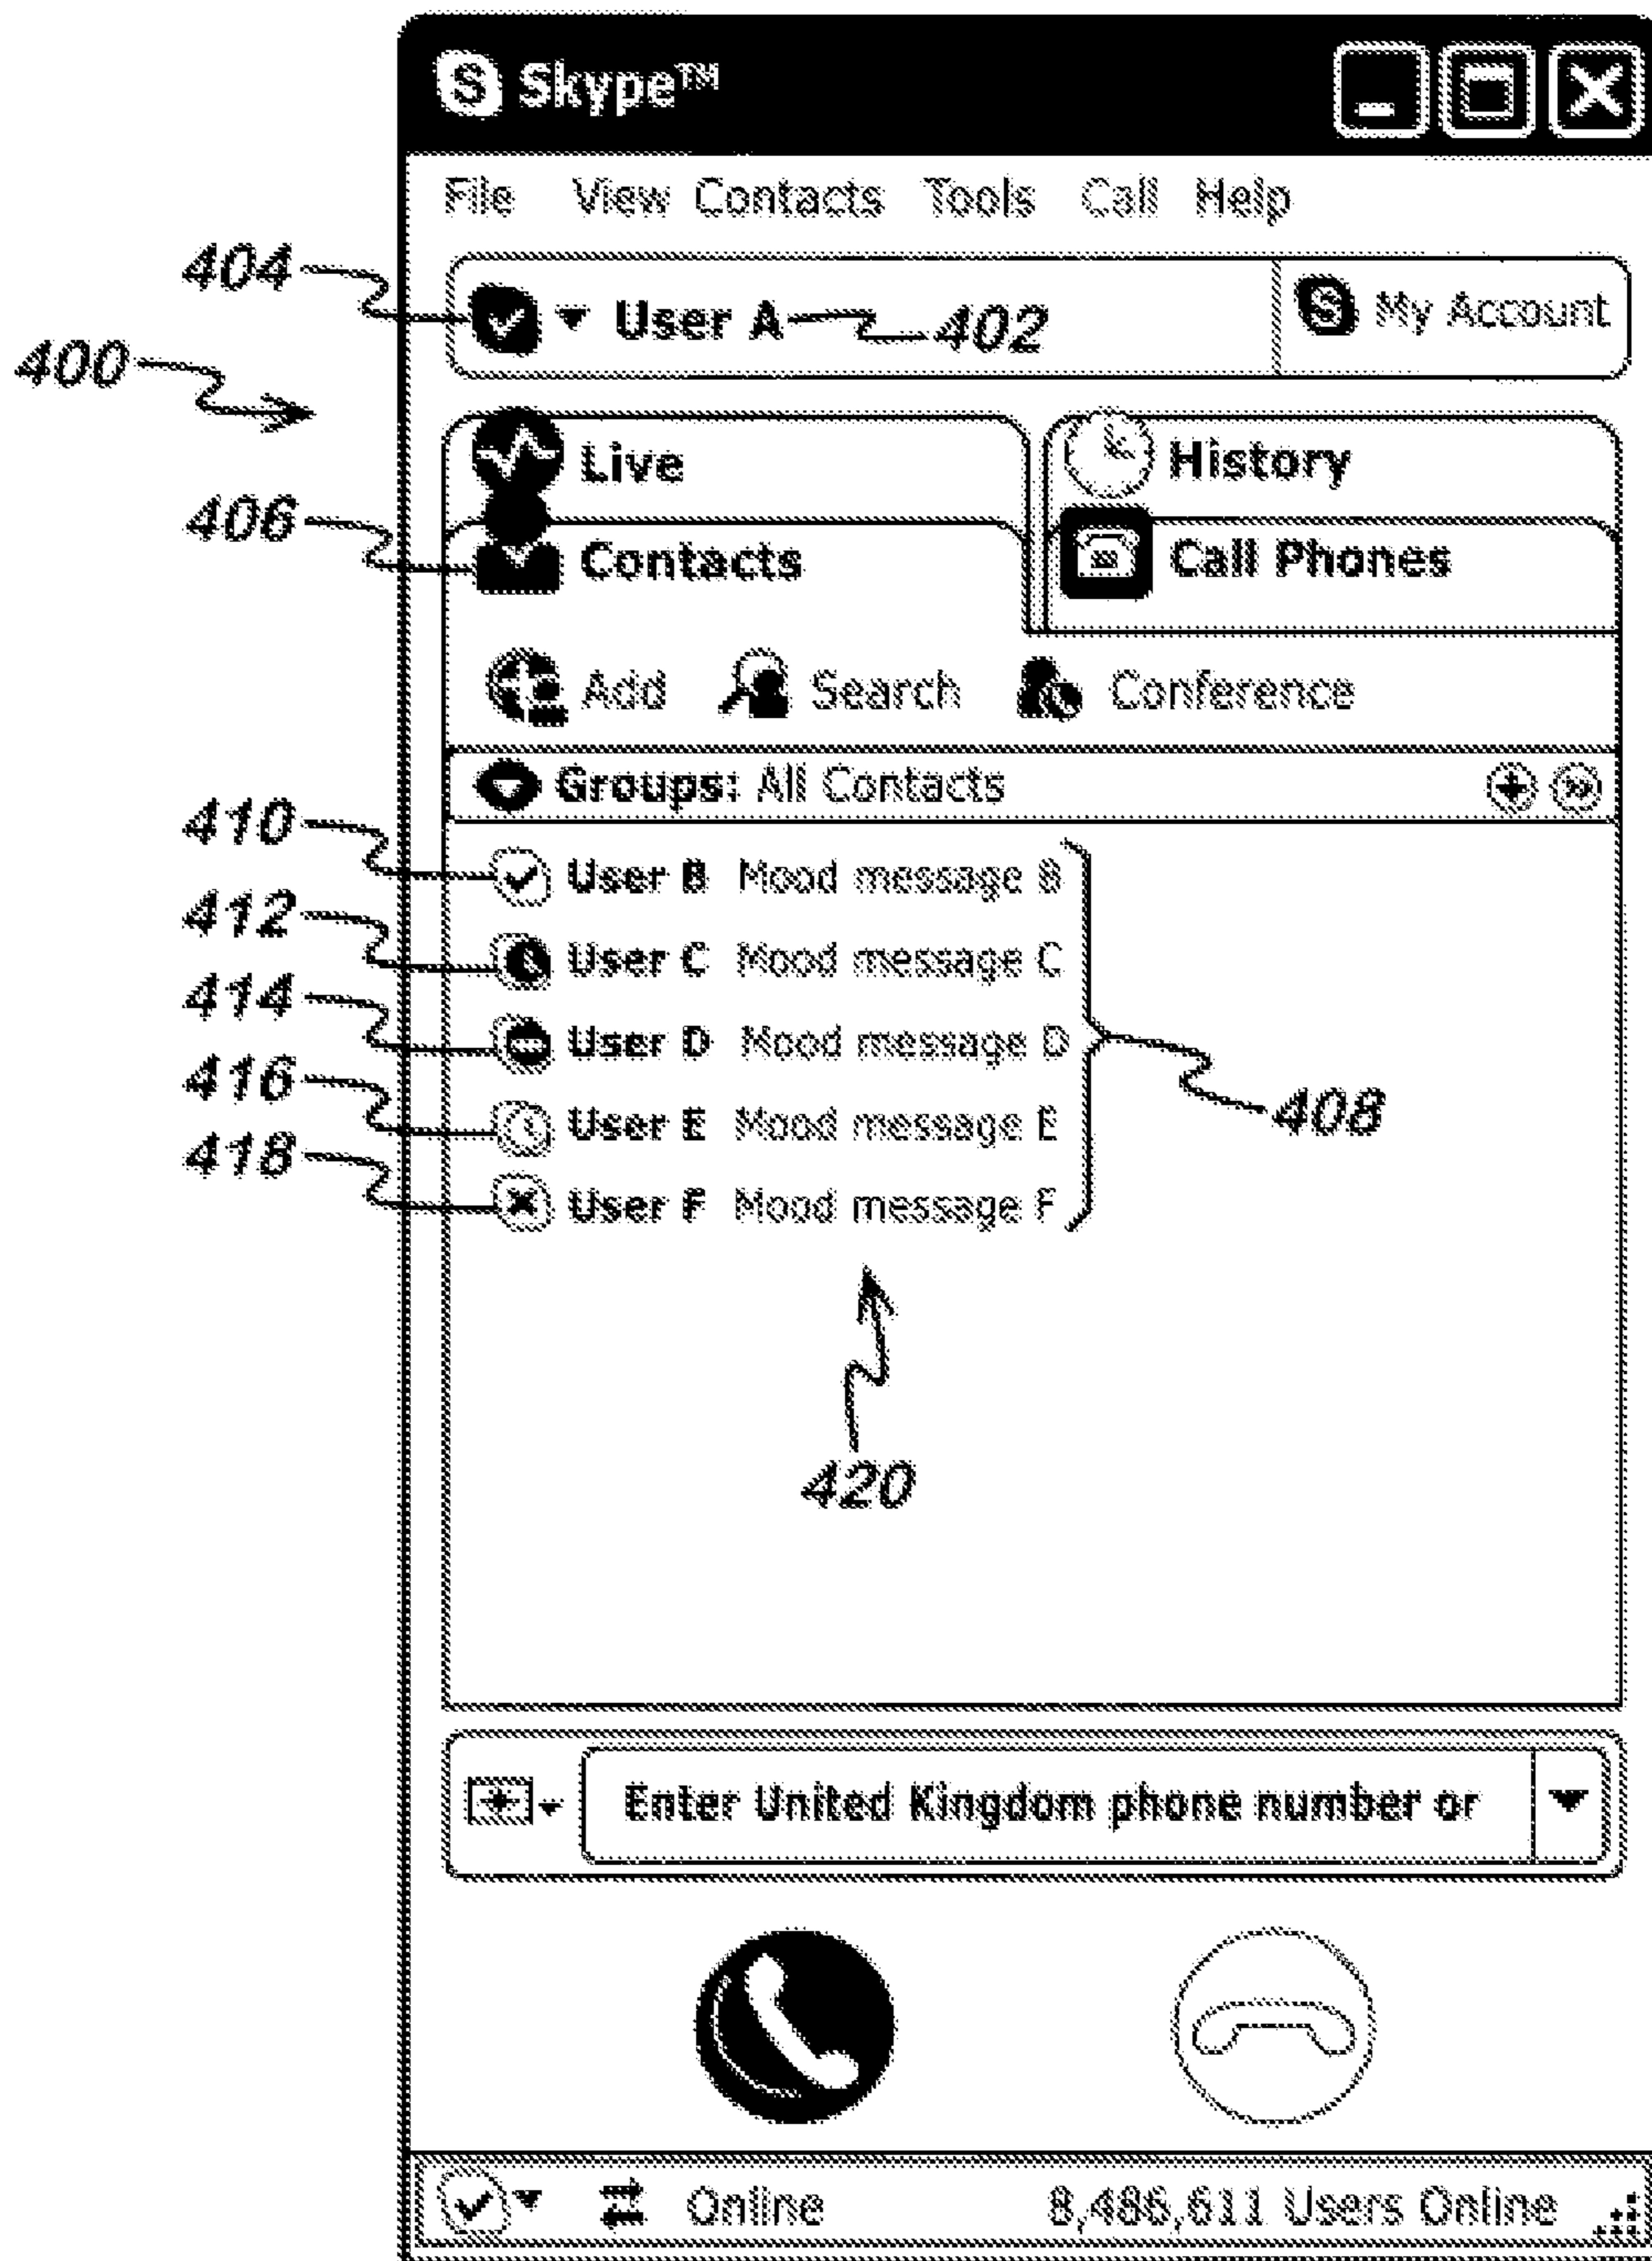 S Skype™
File View Contacts Tools Call Help
404
User A 402
S My Account
400
Live
History
406
Contacts
Call Phones
Add Search Conference
Groups: All Contacts
410
User B Mood message B
412
User C Mood message C
414
User D Mood message D
416
User E Mood message E
408
418
User F Mood message F
420
Enter United Kingdom phone number or
Online 8,486,611 Users Online